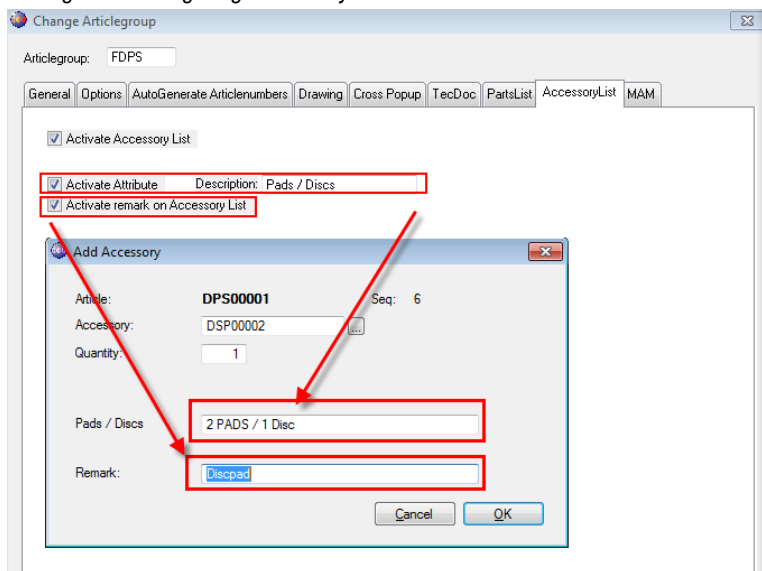 Change Articlegroup
Articlegroup: FDPS
General Options AutoGenerate Articlenumbers Drawing Cross Popup TecDoc PartsList AccessoryList MAM
Activate Accessory List
Activate Attribute Description: Pads / Discs
Activate remark on Accessory List
Add Accessory
Article: DPS00001 Seq: 6
Accessory: DSP00002 ...
Quantity: 1
Pads / Discs 2 PADS / 1 Disc
Remark: Discpad
Cancel OK